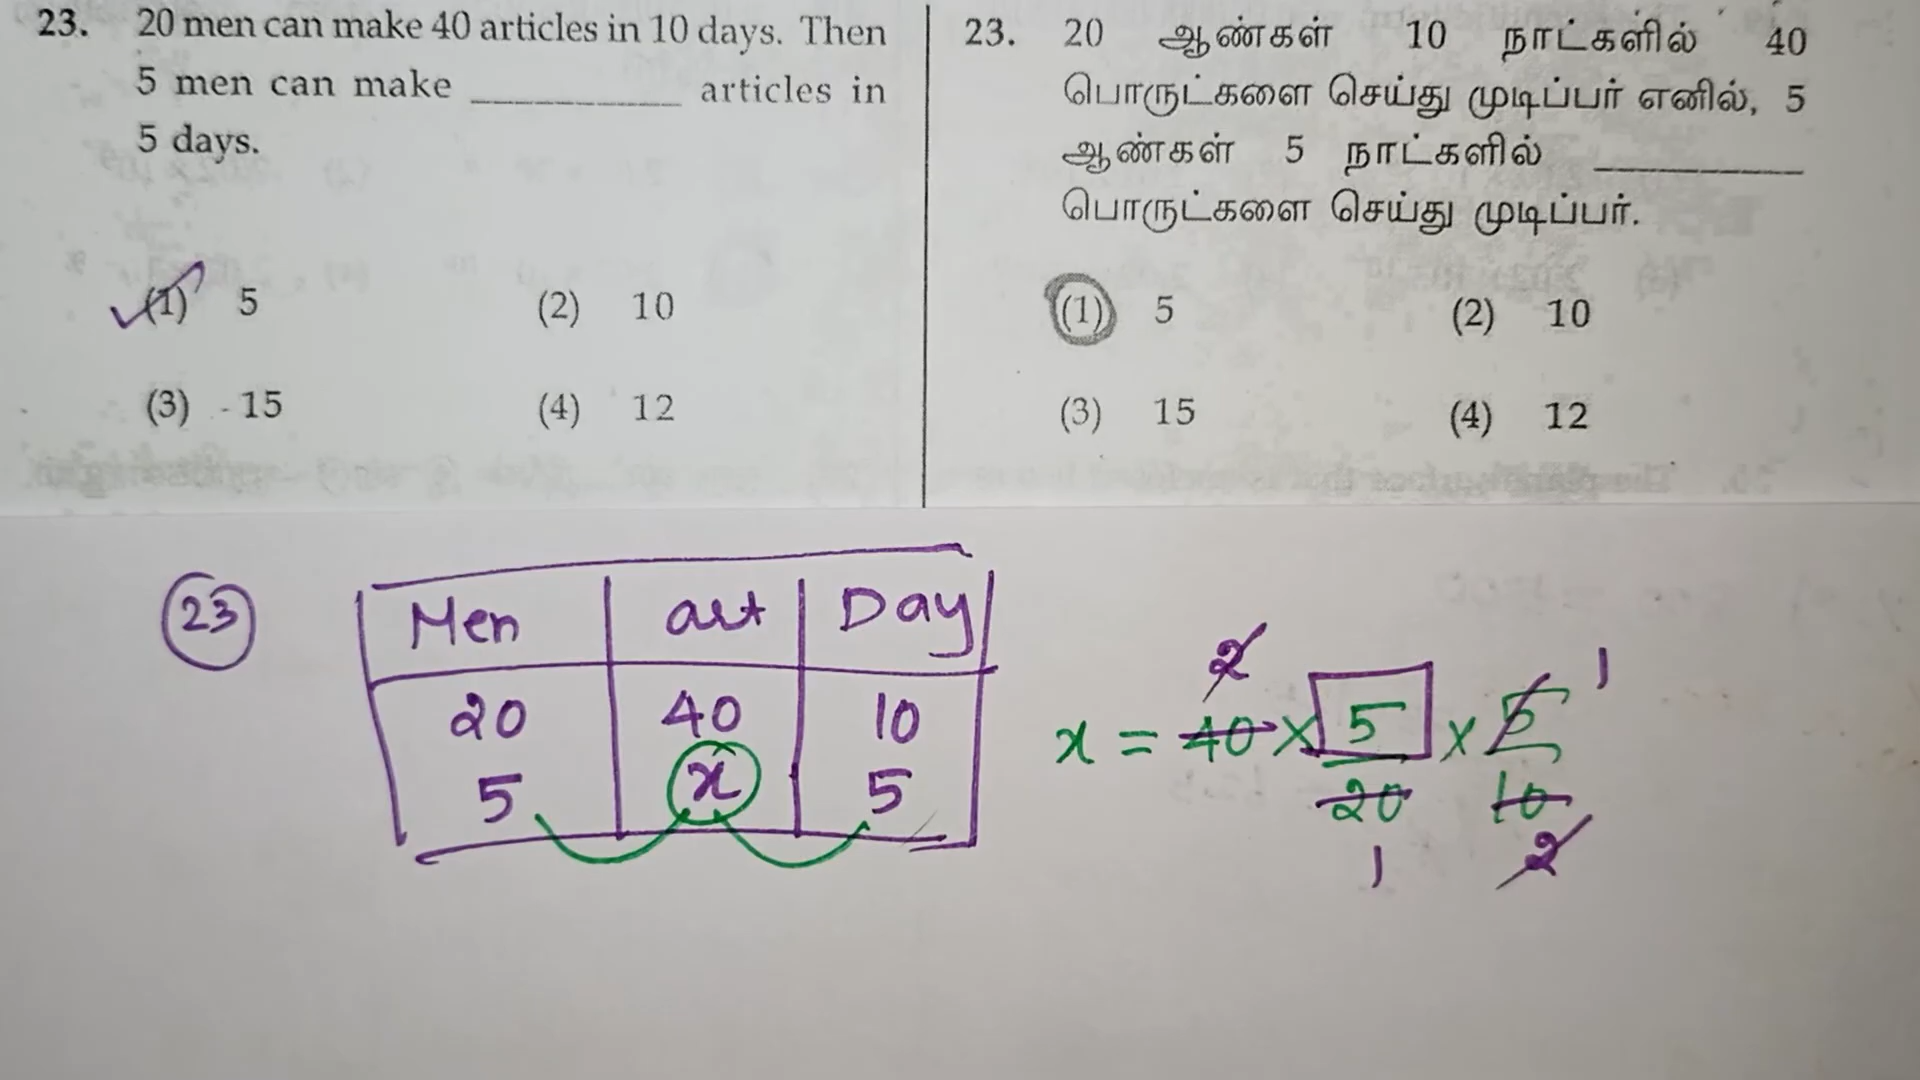 23. 20 men can make 40 articles in 10 days. Then
5 men can make __________ articles in
5 days.
(1) 5 (2) 10
(3) 15 (4) 12
23. 20 ஆண்கள் 10 நாட்களில் 40
பொருட்களை செய்து முடிப்பர் எனில், 5
ஆண்கள் 5 நாட்களில் __________
பொருட்களை செய்து முடிப்பர்.
(1) 5 (2) 10
(3) 15 (4) 12
23
Men art Day
20 40 10
5 x 5
2 1
x = 40 × 5 × 5
20 10
1 2